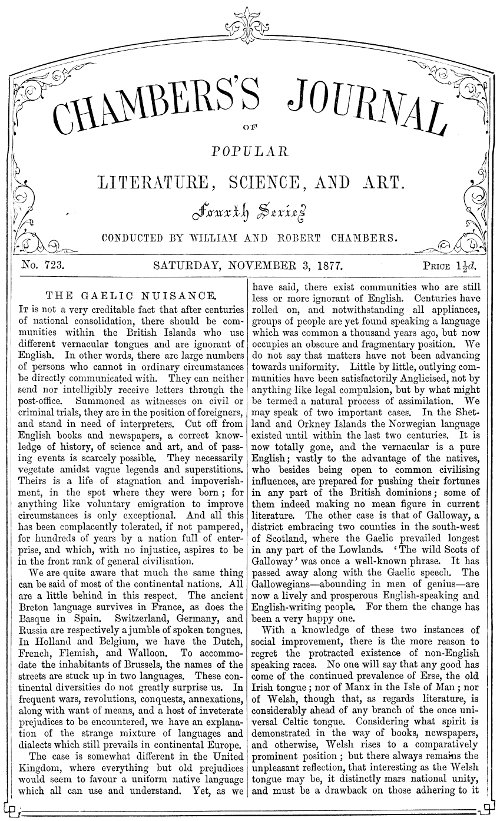 CHAMBERS'S JOURNAL
OF
POPULAR
LITERATURE, SCIENCE, AND ART.
Fourth Series
CONDUCTED BY WILLIAM AND ROBERT CHAMBERS.
No. 723. SATURDAY, NOVEMBER 3, 1877. PRICE 1½d.
THE GAELIC NUISANCE.
IT is not a very creditable fact that after centuries
of national consolidation, there should be com-
munities within the British Islands who use
different vernacular tongues and are ignorant of
English. In other words, there are large numbers
of persons who cannot in ordinary circumstances
be directly communicated with. They can neither
send nor intelligibly receive letters through the
post-office. Summoned as witnesses on civil or
criminal trials, they are in the position of foreigners,
and stand in need of interpreters. Cut off from
English books and newspapers, a correct know-
ledge of history, of science and art, and of pass-
ing events is scarcely possible. They necessarily
vegetate amidst vague legends and superstitions.
Theirs is a life of stagnation and impoverish-
ment, in the spot where they were born; for
anything like voluntary emigration to improve
circumstances is only exceptional. And all this
has been complacently tolerated, if not pampered,
for hundreds of years by a nation full of enter-
prise, and which, with no injustice, aspires to be
in the front rank of general civilisation.
We are quite aware that much the same thing
can be said of most of the continental nations. All
are a little behind in this respect. The ancient
Breton language survives in France, as does the
Basque in Spain. Switzerland, Germany, and
Russia are respectively a jumble of spoken tongues.
In Holland and Belgium, we have the Dutch,
French, Flemish, and Walloon. To accommo-
date the inhabitants of Brussels, the names of the
streets are stuck up in two languages. These con-
tinental diversities do not greatly surprise us. In
frequent wars, revolutions, conquests, annexations,
along with want of means, and a host of inveterate
prejudices to be encountered, we have an explana-
tion of the strange mixture of languages and
dialects which still prevails in continental Europe.
The case is somewhat different in the United
Kingdom, where everything but old prejudices
would seem to favour a uniform native language
which all can use and understand. Yet, as we
have said, there exist communities who are still
less or more ignorant of English. Centuries have
rolled on, and notwithstanding all appliances,
groups of people are yet found speaking a language
which was common a thousand years ago, but now
occupies an obscure and fragmentary position. We
do not say that matters have not been advancing
towards uniformity. Little by little, outlying com-
munities have been satisfactorily Anglicised, not by
anything like legal compulsion, but by what might
be termed a natural process of assimilation. We
may speak of two important cases. In the Shet-
land and Orkney Islands the Norwegian language
existed until within the last two centuries. It is
now totally gone, and the vernacular is a pure
English; vastly to the advantage of the natives,
who besides being open to common civilising
influences, are prepared for pushing their fortunes
in any part of the British dominions; some of
them indeed making no mean figure in current
literature. The other case is that of Galloway, a
district embracing two counties in the south-west
of Scotland, where the Gaelic prevailed longest
in any part of the Lowlands. 'The wild Scots of
Galloway' was once a well-known phrase. It has
passed away along with the Gaelic speech. The
Gallowegians—abounding in men of genius—are
now a lively and prosperous English-speaking and
English-writing people. For them the change has
been a very happy one.
With a knowledge of these two instances of
social improvement, there is the more reason to
regret the protracted existence of non-English
speaking races. No one will say that any good has
come of the continued prevalence of Erse, the old
Irish tongue; nor of Manx in the Isle of Man; nor
of Welsh, though that, as regards literature, is
considerably ahead of any branch of the once uni-
versal Celtic tongue. Considering what spirit is
demonstrated in the way of books, newspapers,
and otherwise, Welsh rises to a comparatively
prominent position; but there always remains the
unpleasant reflection, that interesting as the Welsh
tongue may be, it distinctly mars national unity,
and must be a drawback on those adhering to it